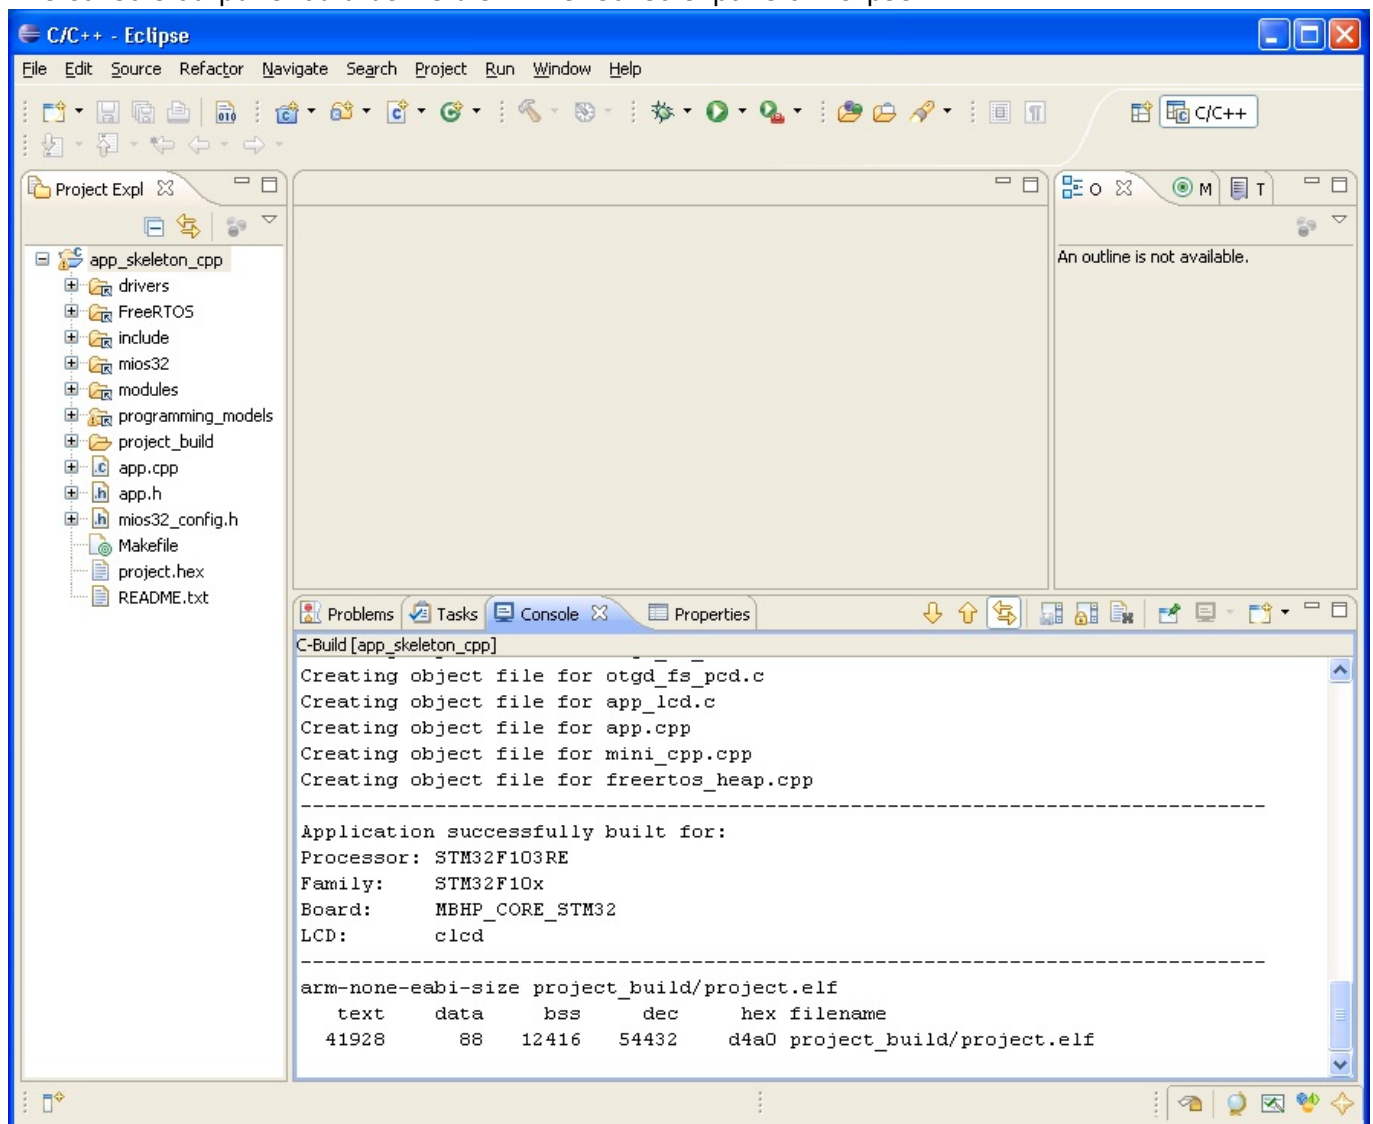 C/C++ - Eclipse
File Edit Source Refactor Navigate Search Project Run Window Help
C/C++
Project Expl
O M T
An outline is not available.
app_skeleton_cpp
drivers
FreeRTOS
include
mios32
modules
programming_models
project_build
app.cpp
app.h
mios32_config.h
Makefile
project.hex
README.txt
Problems Tasks Console Properties
C-Build [app_skeleton_cpp]
Creating object file for otgd_fs_pcd.c
Creating object file for app_lcd.c
Creating object file for app.cpp
Creating object file for mini_cpp.cpp
Creating object file for freertos_heap.cpp
-------------------------------------------------------------------------------
Application successfully built for:
Processor: STM32F103RE
Family: STM32F10x
Board: MBHP_CORE_STM32
LCD: clcd
-------------------------------------------------------------------------------
arm-none-eabi-size project_build/project.elf
text data bss dec hex filename
41928 88 12416 54432 d4a0 project_build/project.elf